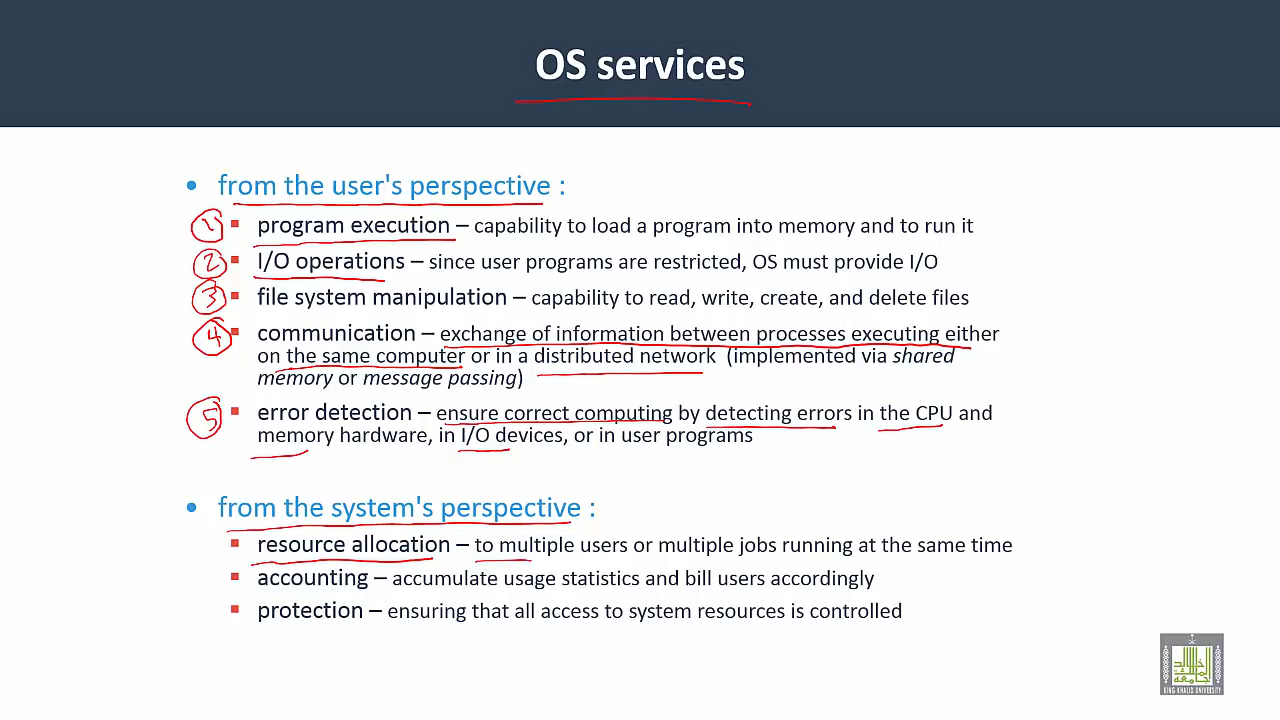 OS services
• from the user's perspective :
1 ▪ program execution – capability to load a program into memory and to run it
2 ▪ I/O operations – since user programs are restricted, OS must provide I/O
3 ▪ file system manipulation – capability to read, write, create, and delete files
4 ▪ communication – exchange of information between processes executing either
on the same computer or in a distributed network (implemented via shared
memory or message passing)
5 ▪ error detection – ensure correct computing by detecting errors in the CPU and
memory hardware, in I/O devices, or in user programs
• from the system's perspective :
▪ resource allocation – to multiple users or multiple jobs running at the same time
▪ accounting – accumulate usage statistics and bill users accordingly
▪ protection – ensuring that all access to system resources is controlled
KING KHALID UNIVERSITY